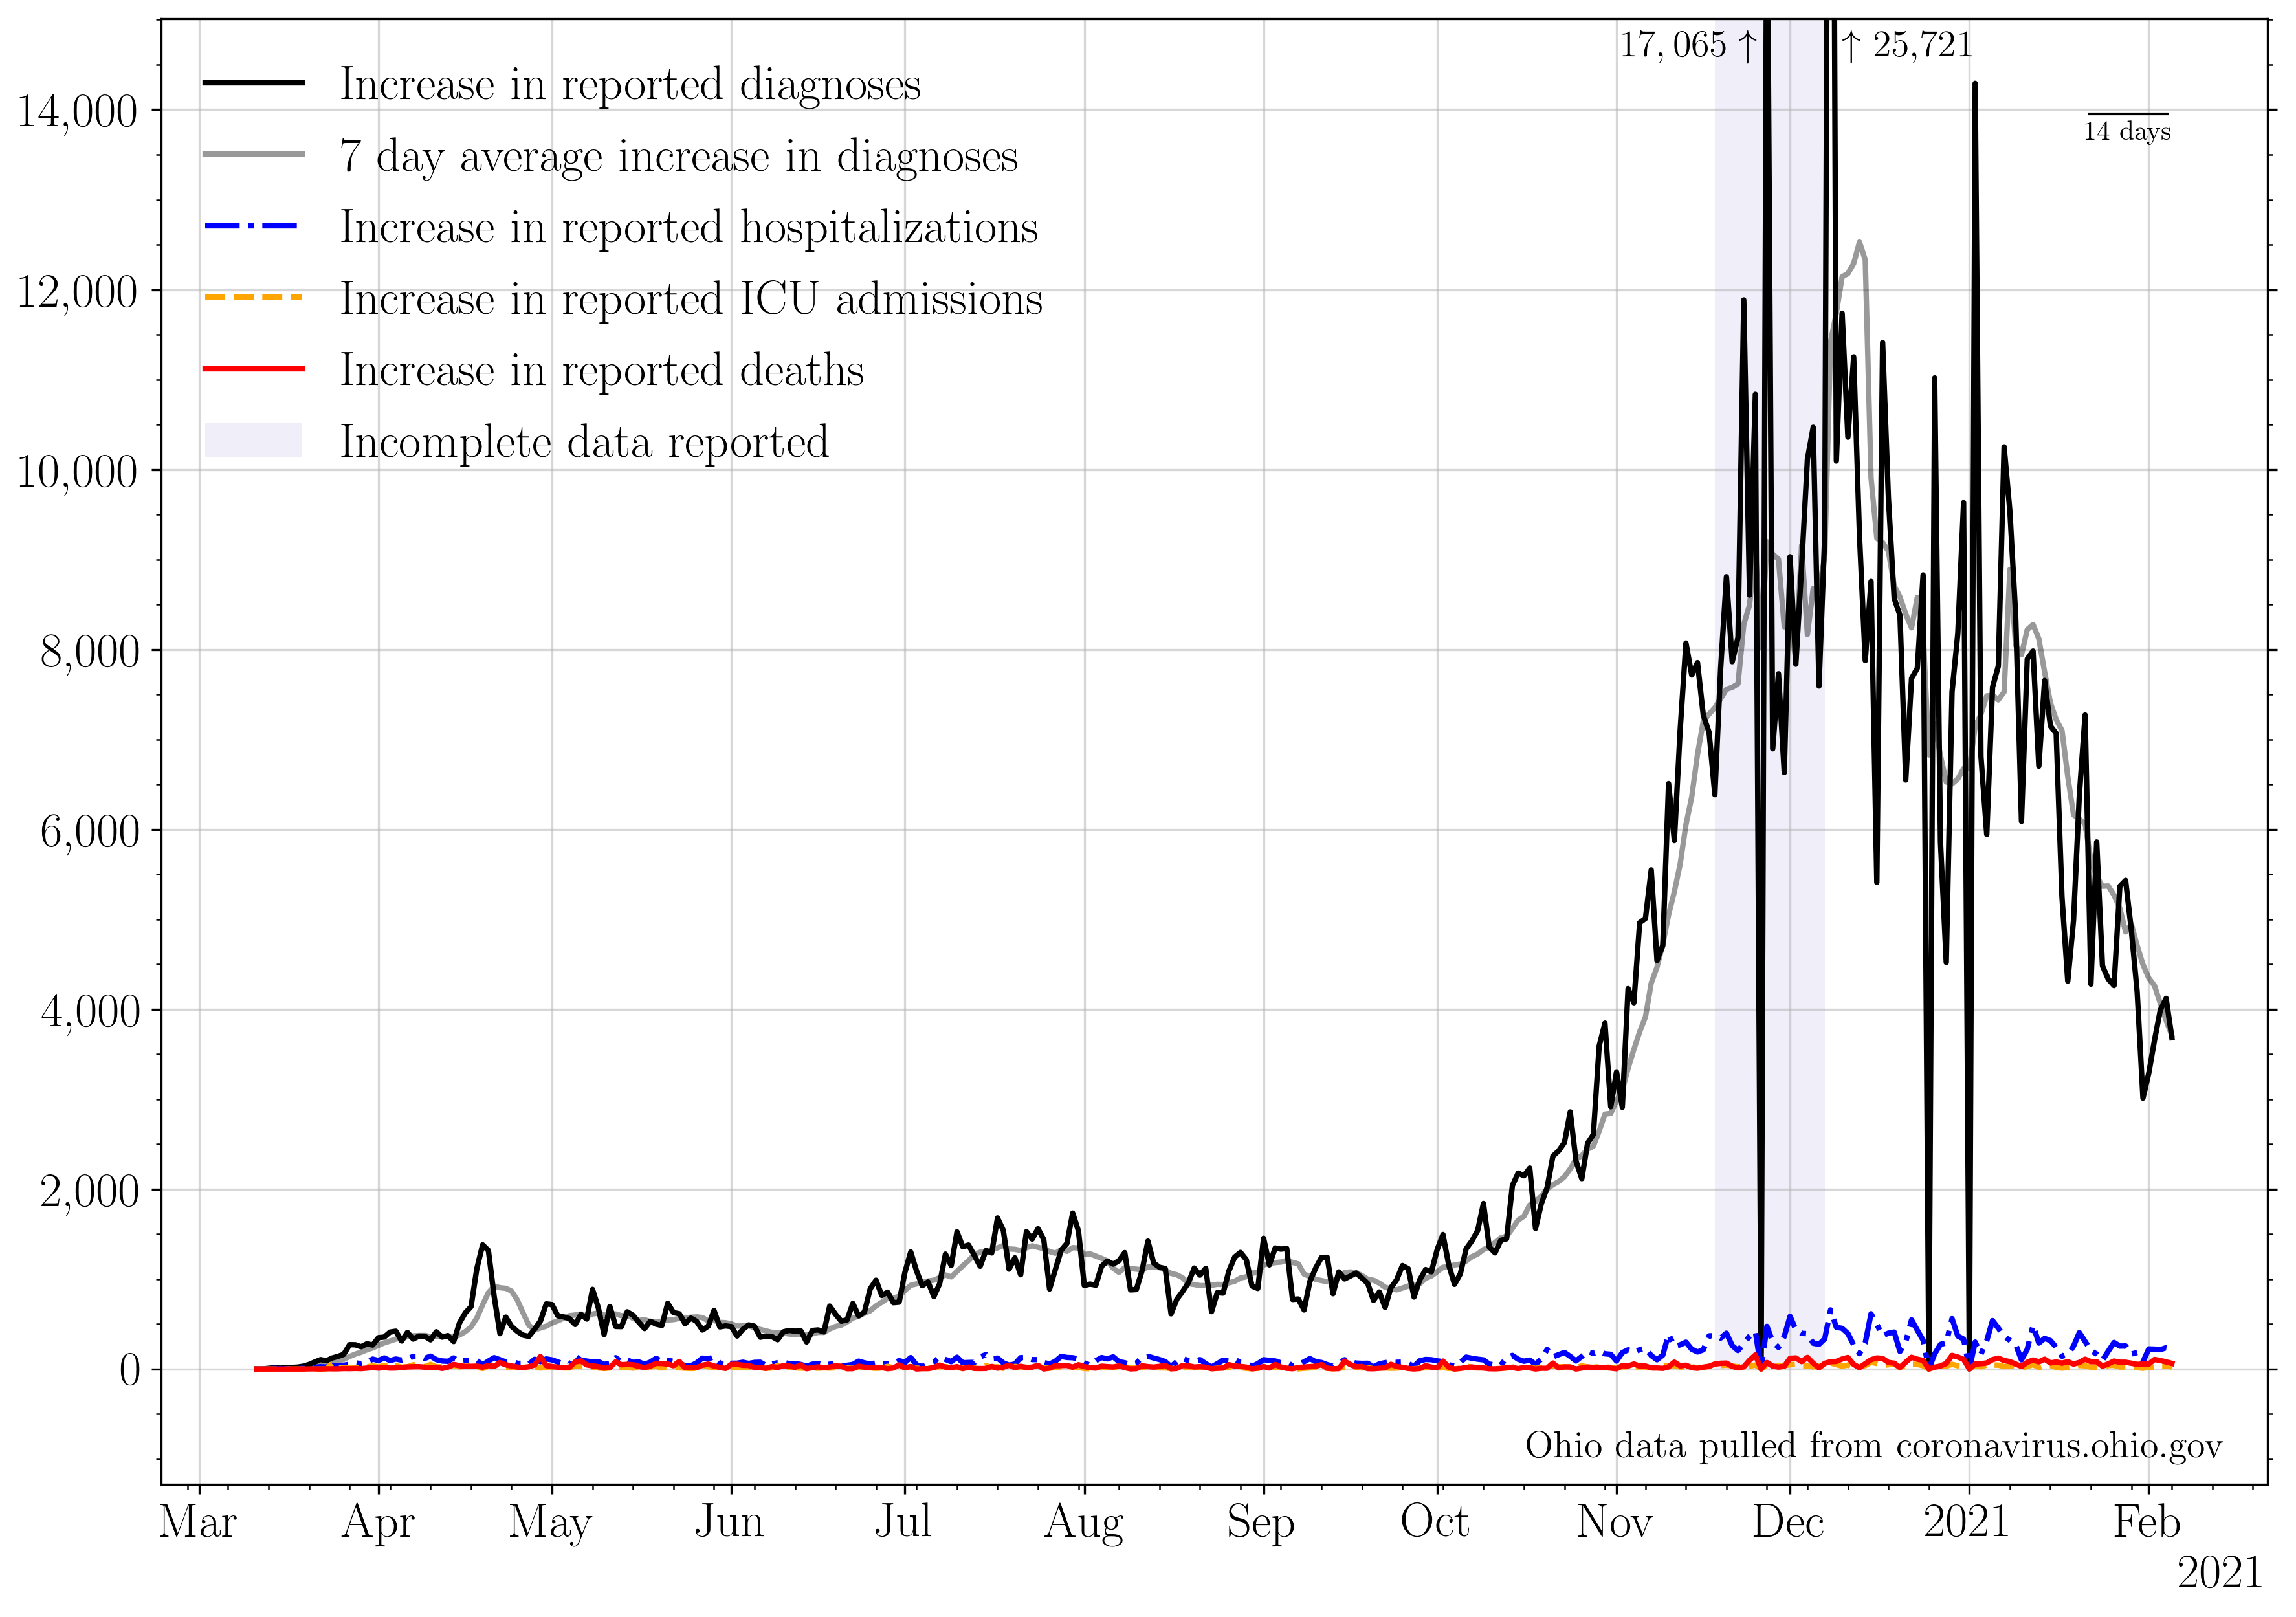 17,065 ↑ ↑ 25,721
Increase in reported diagnoses
7 day average increase in diagnoses
Increase in reported hospitalizations
Increase in reported ICU admissions
Increase in reported deaths
Incomplete data reported
14 days
14,000
12,000
10,000
8,000
6,000
4,000
2,000
0
Ohio data pulled from coronavirus.ohio.gov
Mar Apr May Jun Jul Aug Sep Oct Nov Dec 2021 Feb
2021